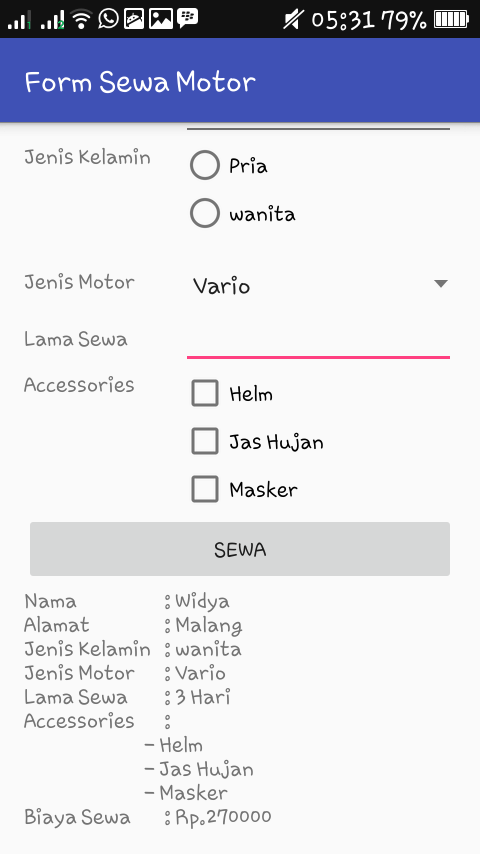 05:31 79%
Form Sewa Motor
Jenis Kelamin
Pria
wanita
Jenis Motor Vario
Lama Sewa
Accessories
Helm
Jas Hujan
Masker
SEWA
Nama : Widya
Alamat : Malang
Jenis Kelamin : wanita
Jenis Motor : Vario
Lama Sewa : 3 Hari
Accessories :
- Helm
- Jas Hujan
- Masker
Biaya Sewa : Rp.270000